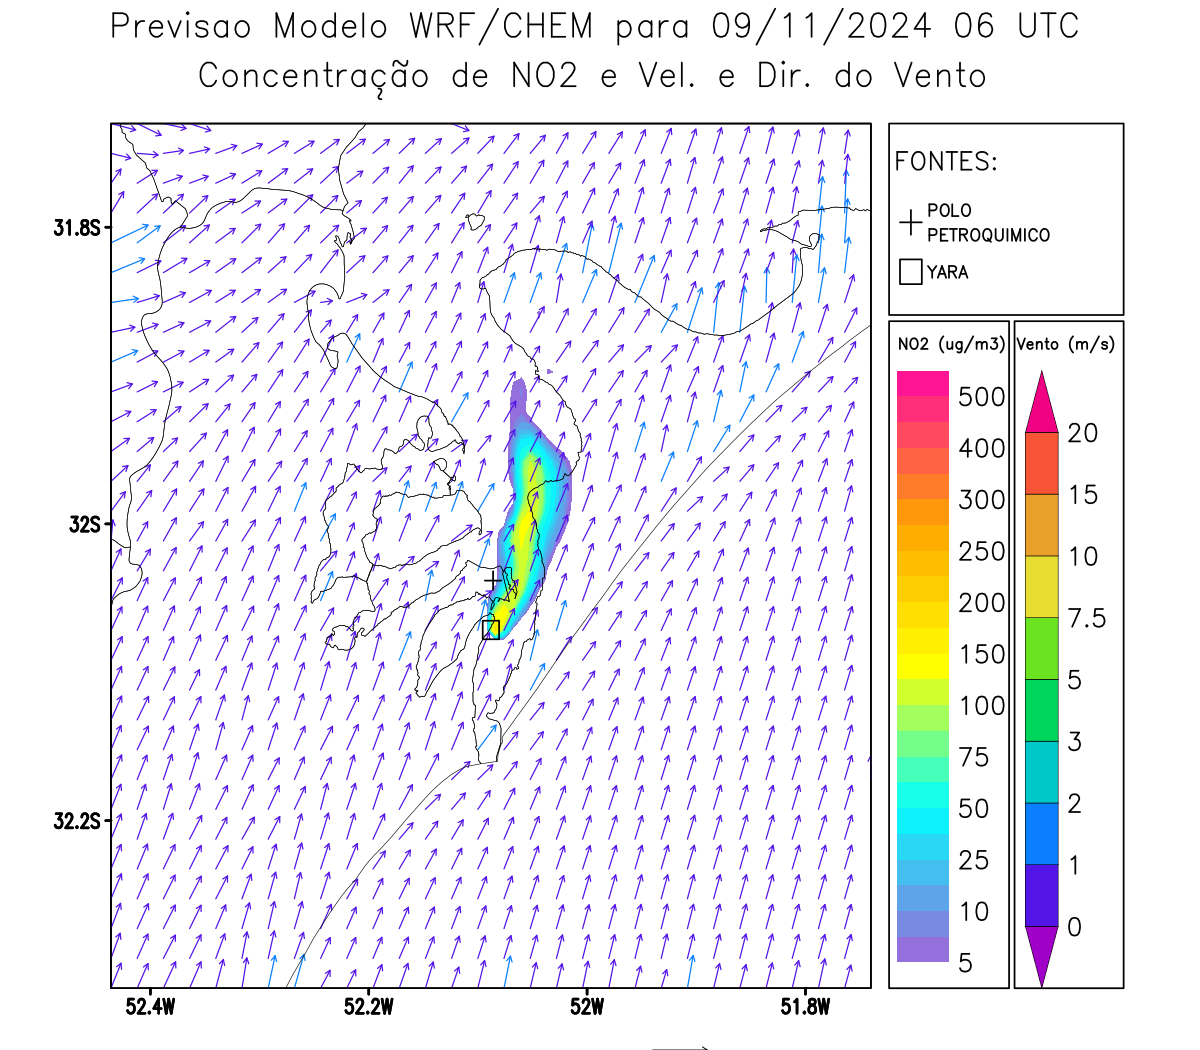 Previsao Modelo WRF/CHEM para 09/11/2024 06 UTC
Concentração de NO2 e Vel. e Dir. do Vento
FONTES:
POLO
PETROQUIMICO
YARA
NO2 (ug/m3)
500
400
300
250
200
150
100
75
50
25
10
5
Vento (m/s)
20
15
10
7.5
5
3
2
1
0
31.8S
32S
32.2S
52.4W
52.2W
52W
51.8W